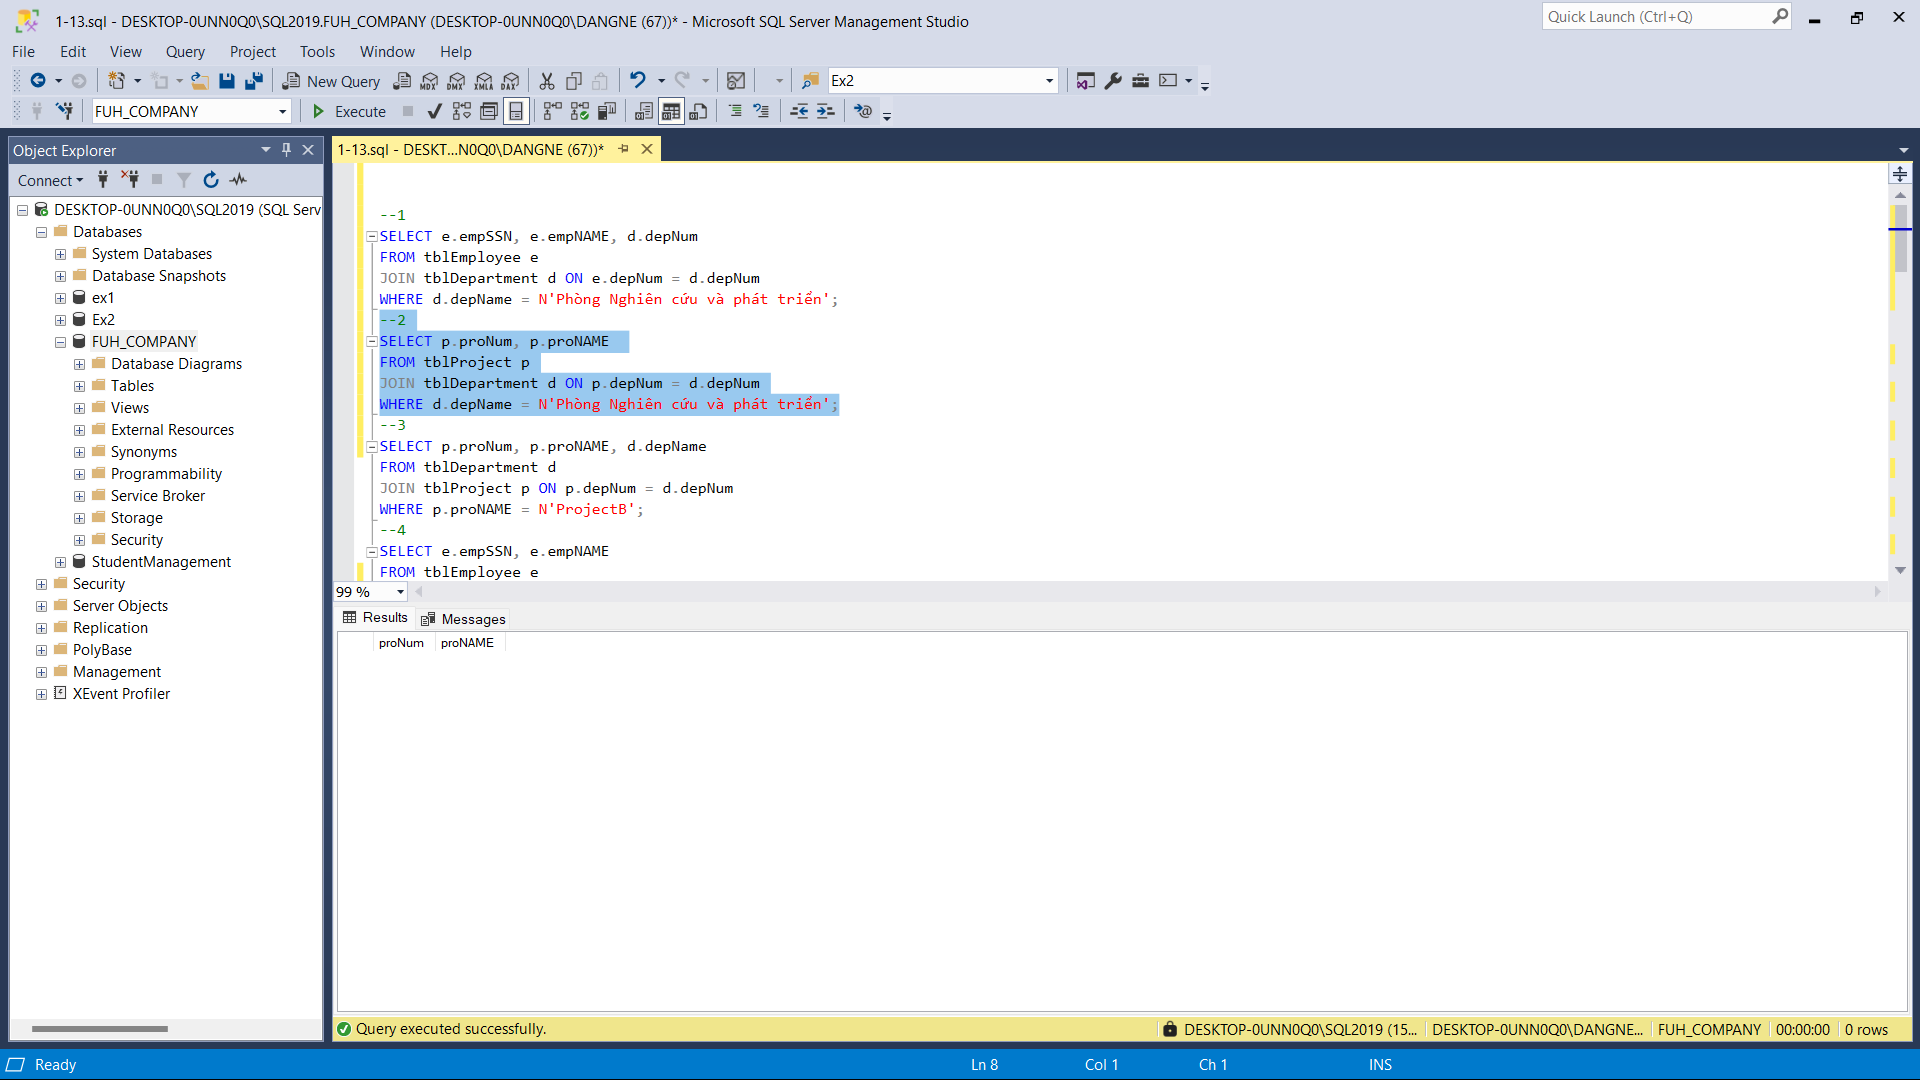 1-13.sql - DESKTOP-0UNN0Q0\SQL2019.FUH_COMPANY (DESKTOP-0UNN0Q0\DANGNE (67))* - Microsoft SQL Server Management Studio
Quick Launch (Ctrl+Q)
File Edit View Query Project Tools Window Help
New Query
MDX DMX XMLA DAX
Ex2
FUH_COMPANY
Execute
Object Explorer
1-13.sql - DESKT...N0Q0\DANGNE (67))*
Connect
DESKTOP-0UNN0Q0\SQL2019 (SQL Serv
Databases
System Databases
Database Snapshots
ex1
Ex2
FUH_COMPANY
Database Diagrams
Tables
Views
External Resources
Synonyms
Programmability
Service Broker
Storage
Security
StudentManagement
Security
Server Objects
Replication
PolyBase
Management
XEvent Profiler
--1
SELECT e.empSSN, e.empNAME, d.depNum
FROM tblEmployee e
JOIN tblDepartment d ON e.depNum = d.depNum
WHERE d.depName = N'Phòng Nghiên cứu và phát triển';
--2
SELECT p.proNum, p.proNAME
FROM tblProject p
JOIN tblDepartment d ON p.depNum = d.depNum
WHERE d.depName = N'Phòng Nghiên cứu và phát triển';
--3
SELECT p.proNum, p.proNAME, d.depName
FROM tblDepartment d
JOIN tblProject p ON p.depNum = d.depNum
WHERE p.proNAME = N'ProjectB';
--4
SELECT e.empSSN, e.empNAME
FROM tblEmployee e
99 %
Results Messages
proNum proNAME
Query executed successfully.
DESKTOP-0UNN0Q0\SQL2019 (15... DESKTOP-0UNN0Q0\DANGNE... FUH_COMPANY 00:00:00 0 rows
Ready Ln 8 Col 1 Ch 1 INS